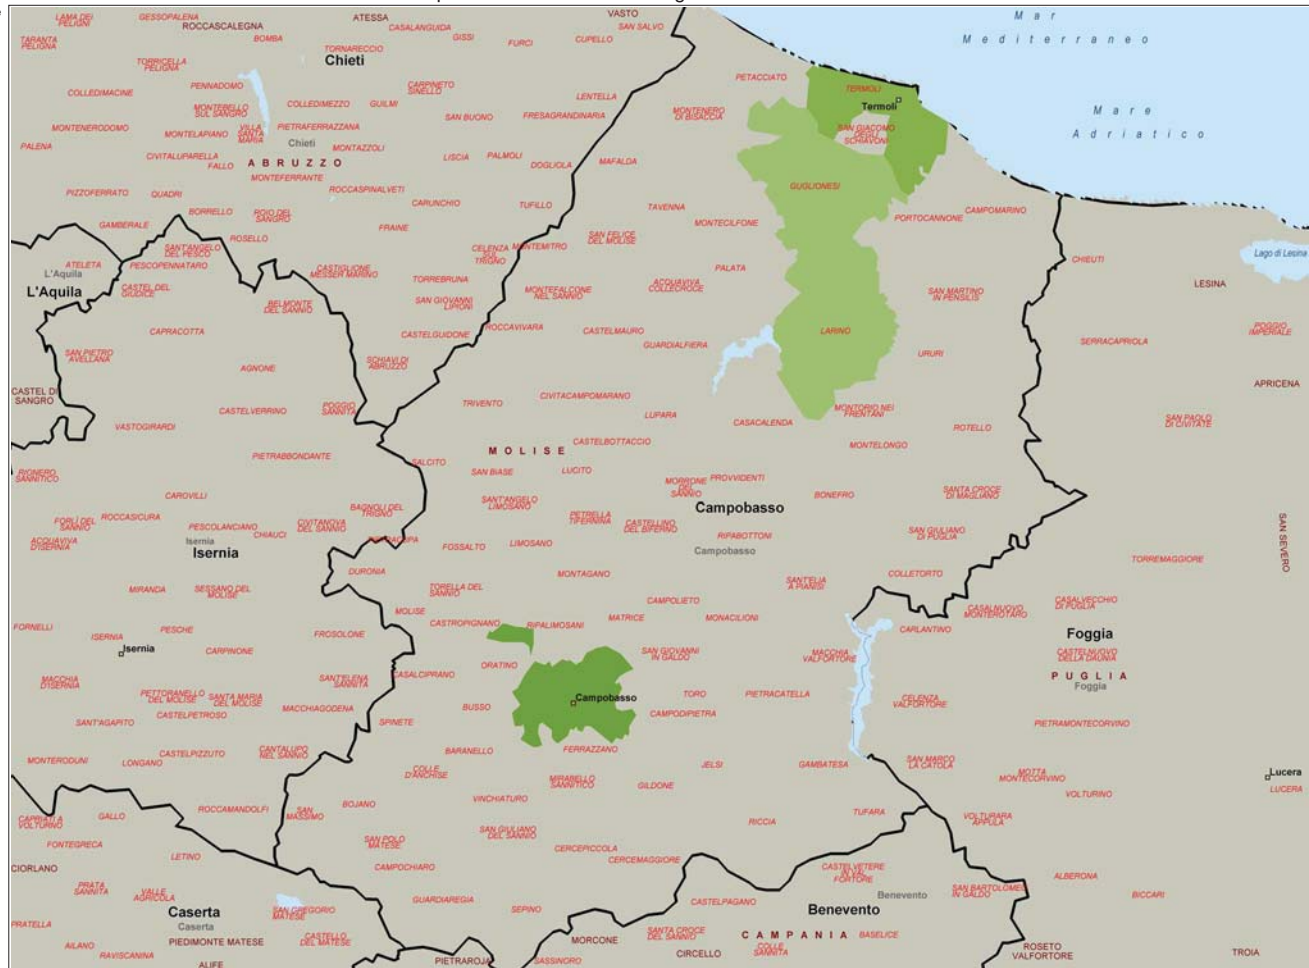 LAMA DEI
PELIGNI
GESSOPALENA
ROCCASCALEGNA
ATESSA
CASALANGUIDA
GISSI
VASTO
SAN SALVO
Mar
Mediterraneo
TARANTA
PELIGNA
BOMBA
TORNARECCIO
Chieti
FURCI
CUPELLO
TORRICELLA
PELIGNA
PENNADOMO
CARPINETO
SINELLO
PETACCIATO
TERMOLI
Termoli
COLLEDIMACINE
MONTEBELLO
SUL SANGRO
COLLEDIMEZZO
GUILMI
LENTELLA
MONTENERO
DI BISACCIA
Mare
Adriatico
SAN BUONO
FRESAGRANDINARIA
MONTENERODOMO
MONTELAPIANO
VILLA
SANTA
MARIA
PIETRAFERRAZZANA
Chieti
SAN GIACOMO
DEGLI
SCHIAVONI
PALENA
CIVITALUPARELLA
FALLO
ABRUZZO
MONTAZZOLI
LISCIA
PALMOLI
DOGLIOLA
MAFALDA
MONTEFERRANTE
GUGLIONESI
PIZZOFERRATO
QUADRI
ROCCASPINALVETI
CARUNCHIO
TUFILLO
TAVENNA
BORRELLO
ROIO DEL
SANGRO
PORTOCANNONE
CAMPOMARINO
GAMBERALE
FRAINE
MONTECILFONE
ROSELLO
SAN FELICE
DEL MOLISE
SANT'ANGELO
DEL PESCO
CELENZA
SUL
TRIGNO
MONTEMITRO
Lago di Lesina
ATELETA
PESCOPENNATARO
CASTIGLIONE
MESSER MARINO
PALATA
CHIEUTI
L'Aquila
L'Aquila
CASTEL DEL
GIUDICE
TORREBRUNA
MONTEFALCONE
NEL SANNIO
ACQUAVIVA
COLLECROCE
SAN MARTINO
IN PENSILIS
LESINA
BELMONTE
DEL SANNIO
SAN GIOVANNI
LIPIONI
CAPRACOTTA
CASTELGUIDONE
ROCCAVIVARA
CASTELMAURO
LARINO
POGGIO
IMPERIALE
GUARDIALFIERA
SERRACAPRIOLA
SAN PIETRO
AVELLANA
AGNONE
SCHIAVI DI
ABRUZZO
URURI
CASTEL DI
SANGRO
APRICENA
CASTELVERRINO
POGGIO
SANNITA
TRIVENTO
CIVITACAMPOMARANO
LUPARA
MONTORIO NEI
FRENTANI
VASTOGIRARDI
CASACALENDA
ROTELLO
SAN PAOLO
DI CIVITATE
MOLISE
CASTELBOTTACCIO
MONTELONGO
PIETRABBONDANTE
SALCITO
SAN BIASE
LUCITO
RIONERO
SANNITICO
MORRONE
DEL
SANNIO
PROVVIDENTI
CAROVILLI
SANT'ANGELO
LIMOSANO
BONEFRO
SANTA CROCE
DI MAGLIANO
Campobasso
BAGNOLI DEL
TRIGNO
FORLÌ DEL
SANNIO
ROCCASICURA
PESCOLANCIANO
CHIAUCI
CIVITANOVA
DEL SANNIO
PETRELLA
TIFERNINA
CASTELLINO
DEL BIFERNO
RIPABOTTONI
SAN GIULIANO
DI PUGLIA
SAN SEVERO
ACQUAVIVA
D'ISERNIA
Isernia
Isernia
PIETRACUPA
FOSSALTO
LIMOSANO
Campobasso
TORREMAGGIORE
DURONIA
MONTAGANO
COLLETORTO
MIRANDA
SESSANO DEL
MOLISE
TORELLA DEL
SANNIO
SANT'ELIA
A PIANISI
CAMPOLIETO
CASALVECCHIO
DI PUGLIA
MOLISE
CASALNUOVO
MONTEROTARO
FORNELLI
ISERNIA
PESCHE
FROSOLONE
CASTROPIGNANO
RIPALIMOSANI
MATRICE
MONACILIONI
CARLANTINO
Foggia
Isernia
CARPINONE
ORATINO
SAN GIOVANNI
IN GALDO
MACCHIA
VALFORTORE
CASTELNUOVO
DELLA DAUNIA
MACCHIA
D'ISERNIA
SANT'ELENA
SANNITA
CASALCIPRANO
PUGLIA
Foggia
PETTORANELLO
DEL MOLISE
SANTA MARIA
DEL MOLISE
Campobasso
TORO
PIETRACATELLA
CELENZA
VALFORTORE
MACCHIAGODENA
BUSSO
SANT'AGAPITO
CASTELPETROSO
SPINETE
CAMPODIPIETRA
PIETRAMONTECORVINO
MONTERODUNI
LONGANO
CASTELPIZZUTO
CANTALUPO
NEL SANNIO
BARANELLO
FERRAZZANO
COLLE
D'ANCHISE
JELSI
GAMBATESA
SAN MARCO
LA CATOLA
MOTTA
MONTECORVINO
Lucera
MIRABELLO
SANNITICO
GILDONE
LUCERA
VOLTURINO
VINCHIATURO
CAPRIATI A
VOLTURNO
GALLO
ROCCAMANDOLFI
SAN
MASSIMO
BOJANO
RICCIA
TUFARA
VOLTURARA
APPULA
FONTEGRECA
SAN POLO
MATESE
SAN GIULIANO
DEL SANNIO
LETINO
CERCEPICCOLA
CERCEMAGGIORE
CIORLANO
CAMPOCHIARO
CASTELVETERE
IN VAL
FORTORE
ALBERONA
PRATA
SANNITA
VALLE
AGRICOLA
GUARDIAREGIA
Benevento
SAN BARTOLOMEO
IN GALDO
BICCARI
Caserta
Caserta
SAN GREGORIO
MATESE
SEPINO
CASTELPAGANO
Benevento
PRATELLA
SANTA CROCE
DEL SANNIO
CAMPANIA
BASELICE
AILANO
PIEDIMONTE MATESE
CASTELLO
DEL MATESE
MORCONE
COLLE
SANNITA
ROSETO
VALFORTORE
RAVISCANINA
ALIFE
PIETRAROJA
SASSINORO
CIRCELLO
TROIA